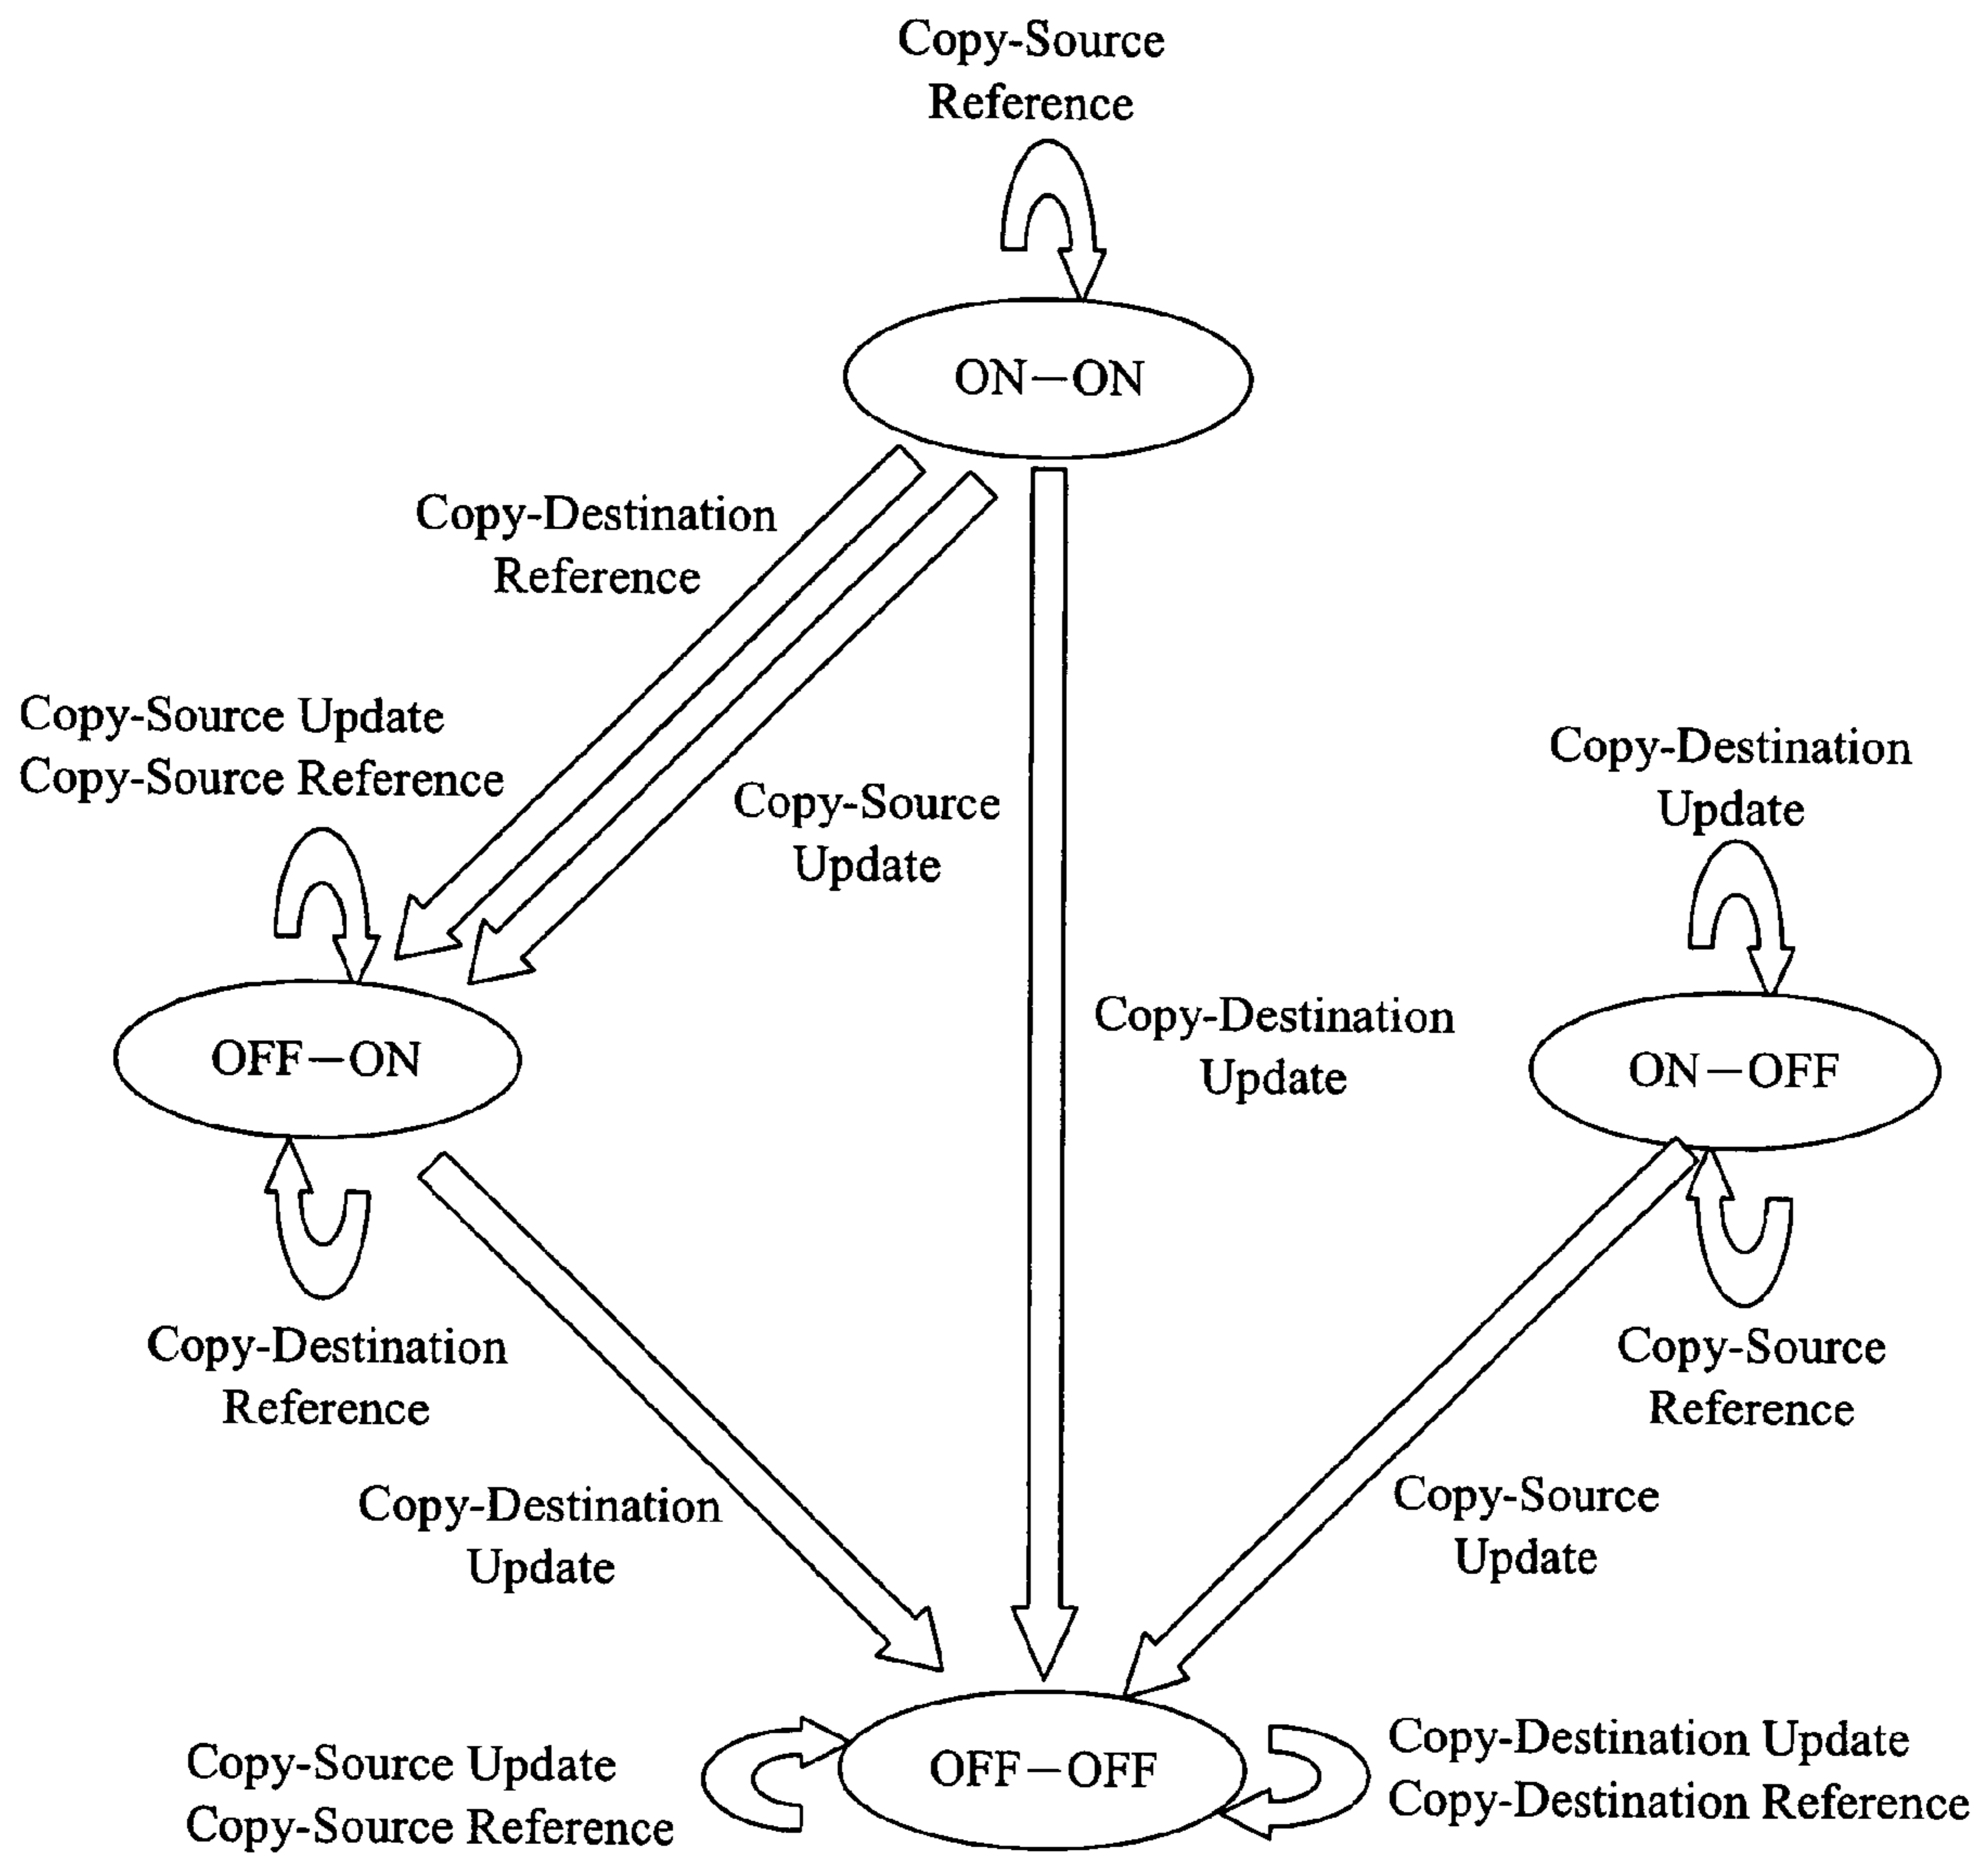 Copy-Source
Reference
ON—ON
Copy-Destination
Reference
Copy-Source Update
Copy-Source Reference
Copy-Source
Update
Copy-Destination
Update
Copy-Destination
Update
OFF—ON
ON—OFF
Copy-Destination
Reference
Copy-Source
Reference
Copy-Destination
Update
Copy-Source
Update
Copy-Source Update
Copy-Source Reference
OFF—OFF
Copy-Destination Update
Copy-Destination Reference